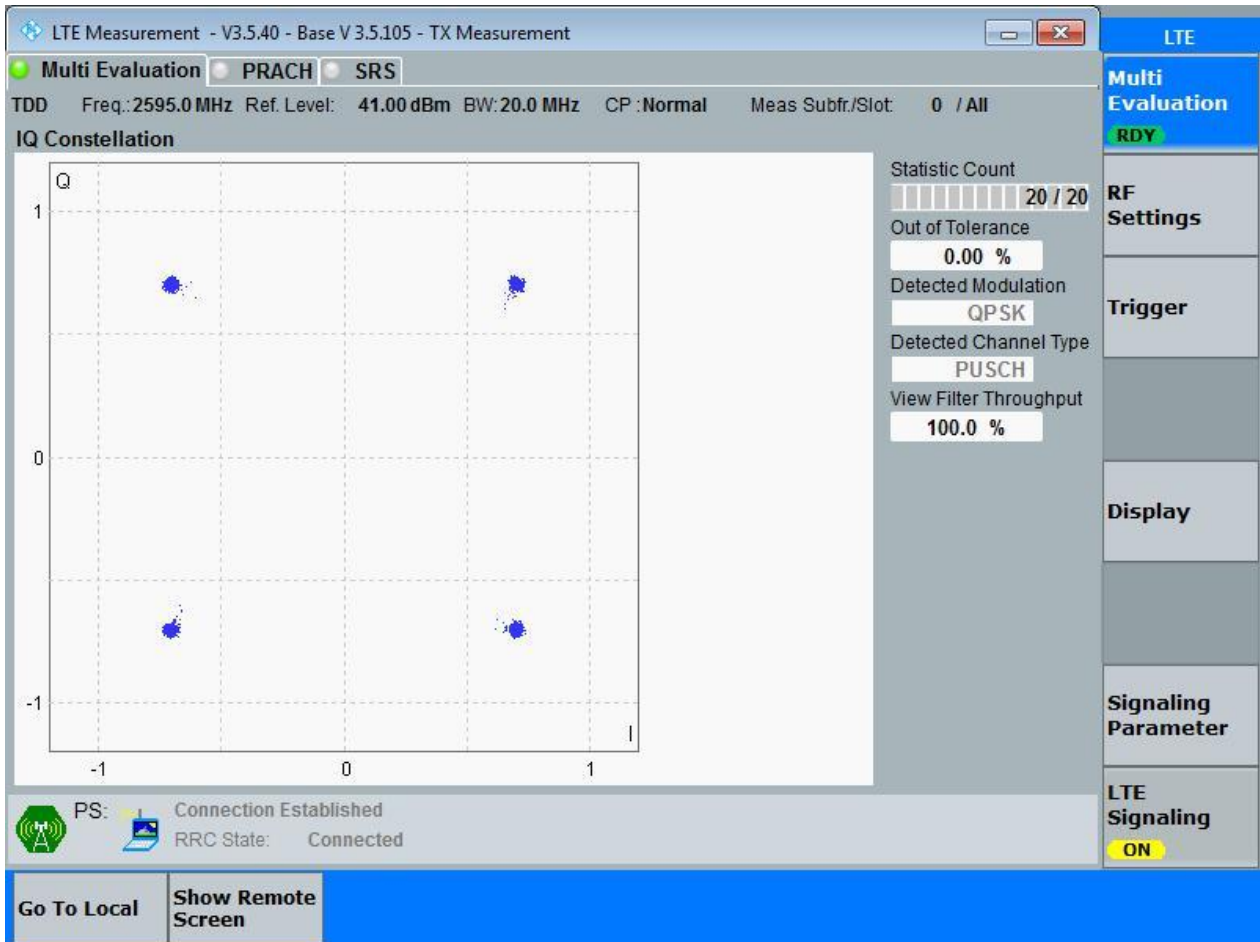 LTE Measurement - V3.5.40 - Base V 3.5.105 - TX Measurement
LTE
Multi Evaluation PRACH SRS
TDD Freq.: 2595.0 MHz Ref. Level: 41.00 dBm BW: 20.0 MHz CP : Normal Meas Subfr./Slot: 0 / All
IQ Constellation
Q
1
0
-1
I
-1 0 1
Statistic Count
20 / 20
Out of Tolerance
0.00 %
Detected Modulation
QPSK
Detected Channel Type
PUSCH
View Filter Throughput
100.0 %
Multi
Evaluation
RDY
RF
Settings
Trigger
Display
Signaling
Parameter
LTE
Signaling
ON
PS: Connection Established
RRC State: Connected
Go To Local
Show Remote
Screen